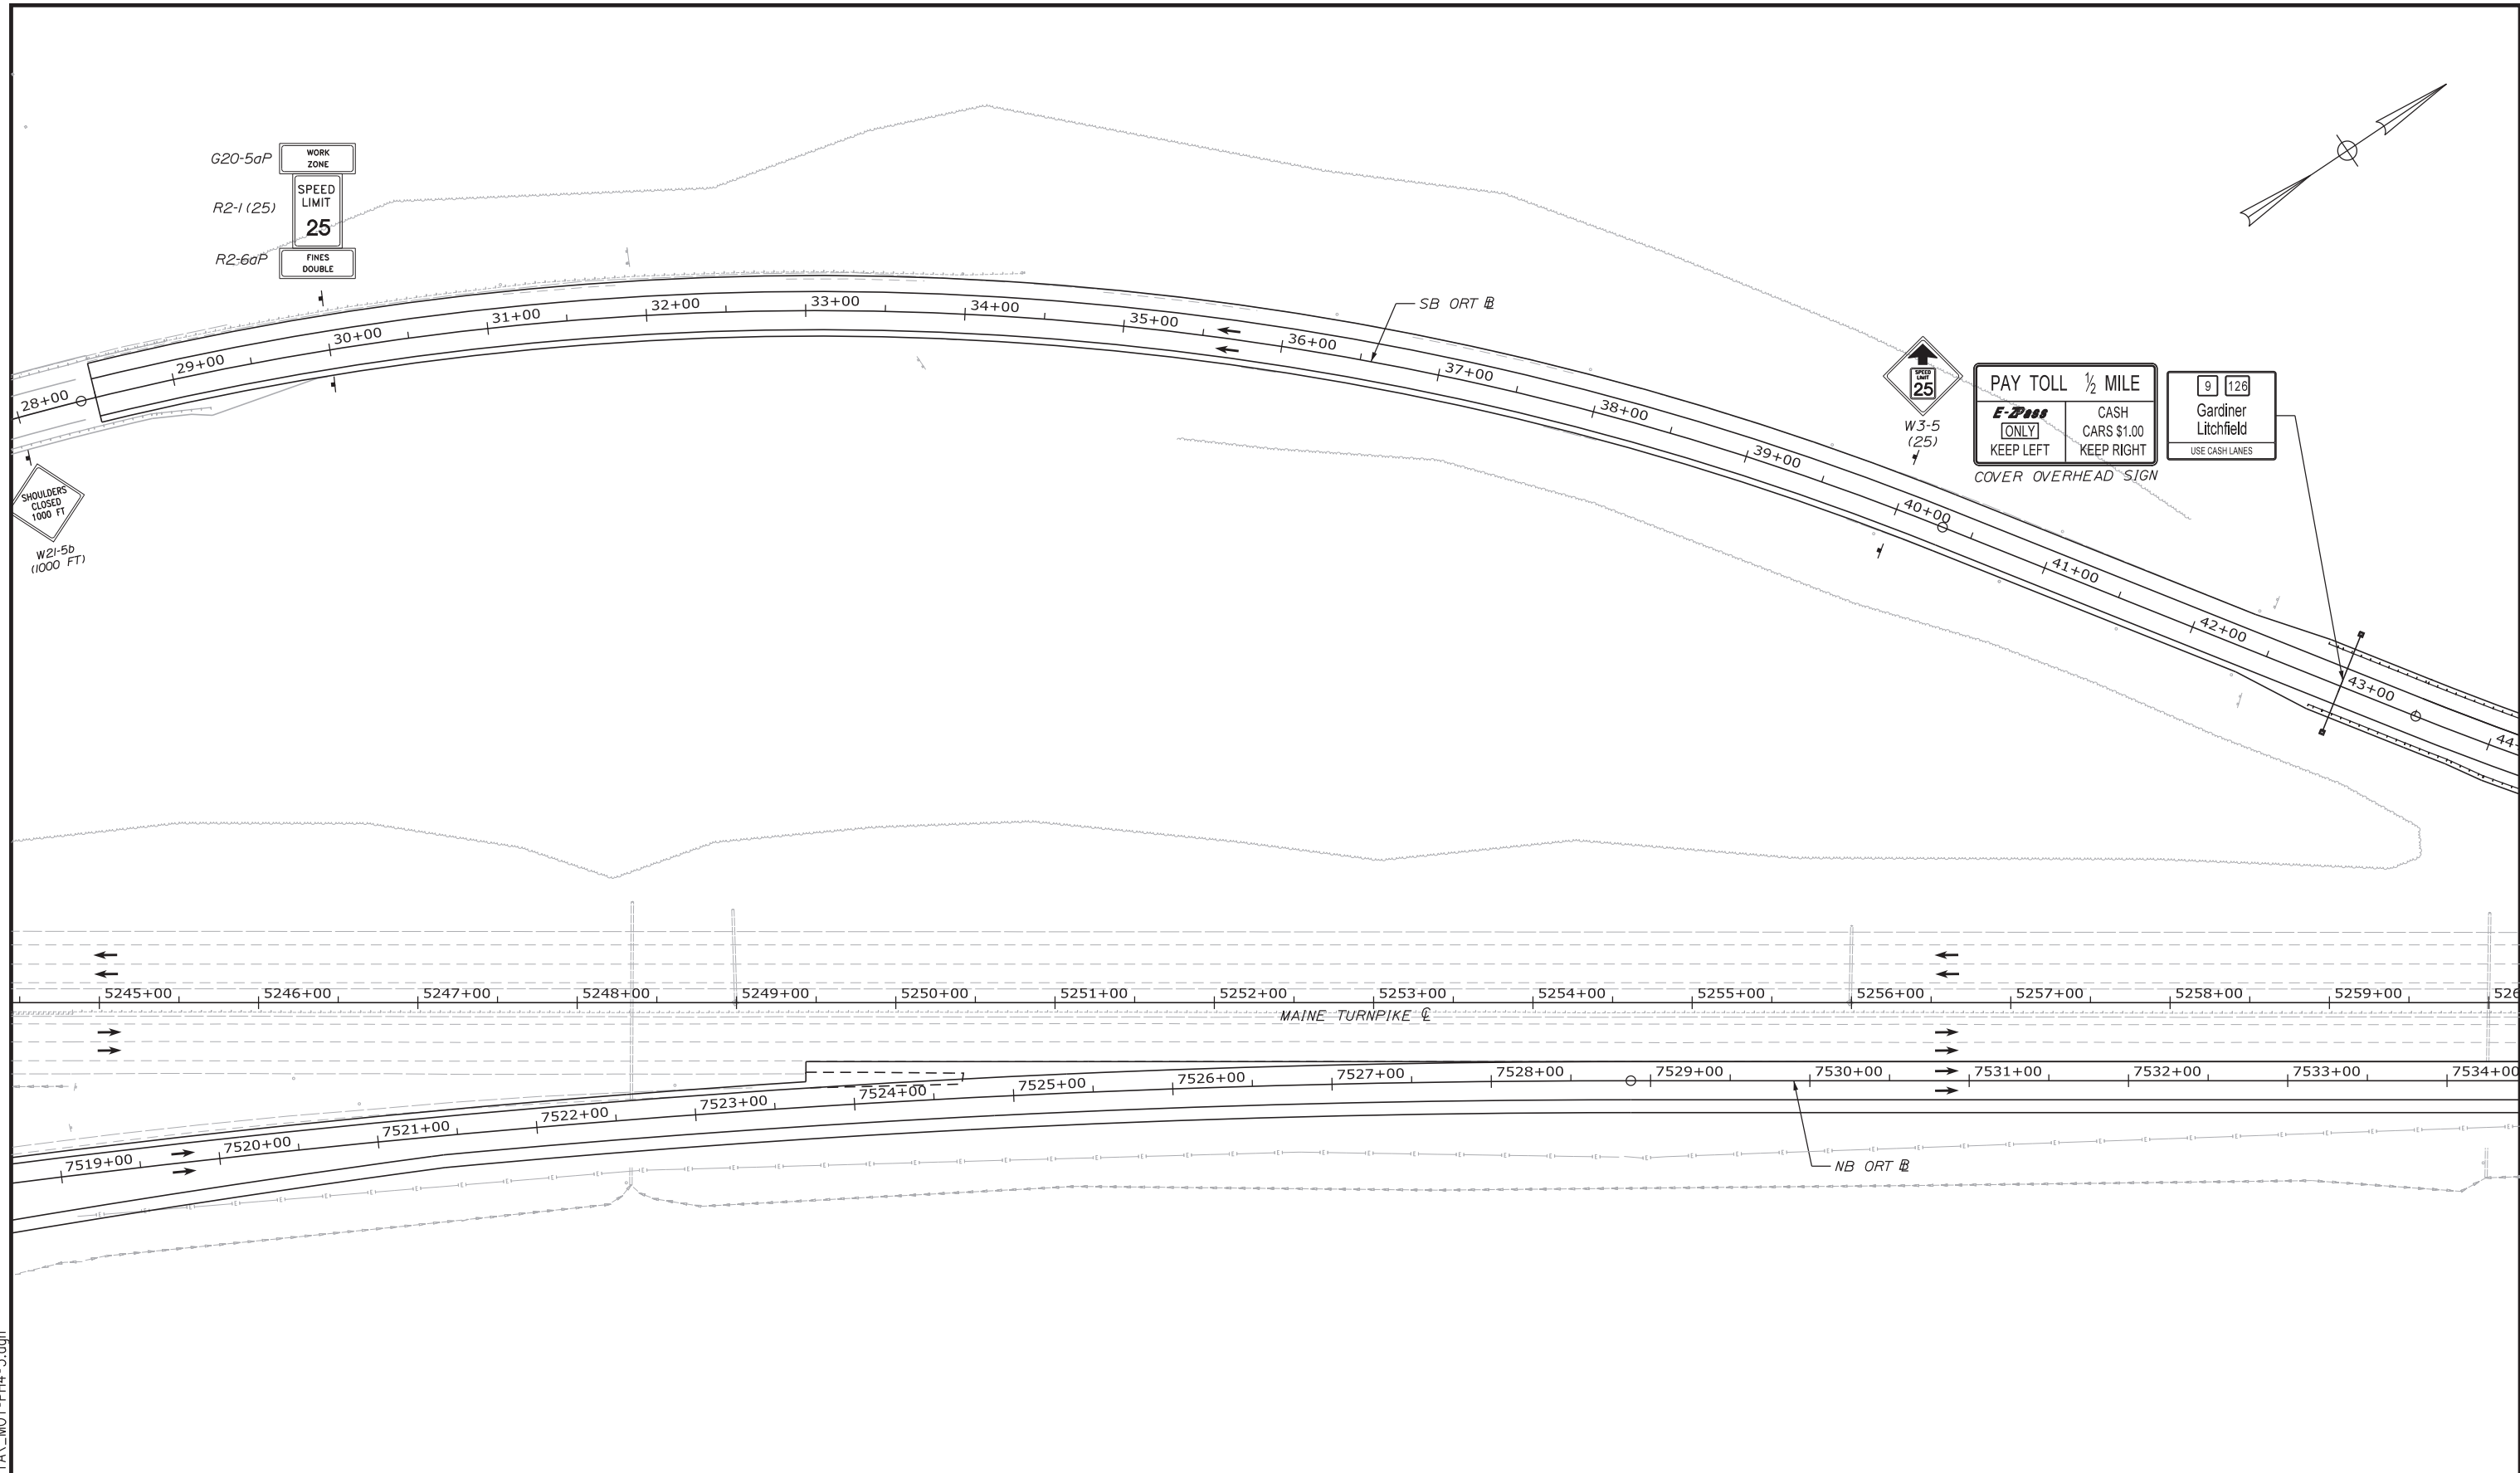 G20-5aP
WORK
ZONE
R2-1 (25)
SPEED
LIMIT
25
R2-6aP
FINES
DOUBLE
28+00
29+00
30+00
31+00
32+00
33+00
34+00
35+00
36+00
37+00
38+00
39+00
40+00
41+00
42+00
43+00
44+
SB ORT BL
SPEED
LIMIT
25
W3-5
(25)
PAY TOLL ½ MILE
E-ZPass
ONLY
KEEP LEFT
CASH
CARS $1.00
KEEP RIGHT
COVER OVERHEAD SIGN
9 126
Gardiner
Litchfield
USE CASH LANES
SHOULDERS
CLOSED
1000 FT
W21-5b
(1000 FT)
5245+00 5246+00 5247+00 5248+00 5249+00 5250+00 5251+00 5252+00 5253+00 5254+00 5255+00 5256+00 5257+00 5258+00 5259+00 526
MAINE TURNPIKE ℄
7519+00 7520+00 7521+00 7522+00 7523+00 7524+00 7525+00 7526+00 7527+00 7528+00 7529+00 7530+00 7531+00 7532+00 7533+00 7534+00
NB ORT BL